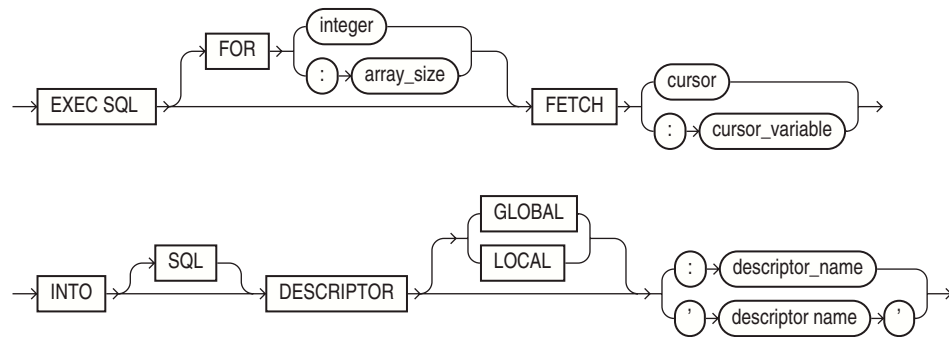 FOR integer
: array_size
EXEC SQL FETCH cursor
: cursor_variable
GLOBAL
SQL LOCAL
INTO DESCRIPTOR : descriptor_name
' descriptor name '